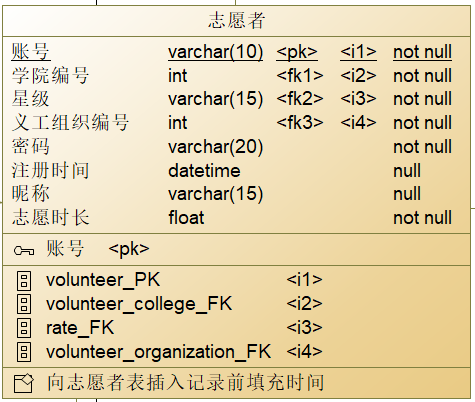 志愿者
账号 varchar(10) <pk> <i1> not null
学院编号 int <fk1> <i2> not null
星级 varchar(15) <fk2> <i3> not null
义工组织编号 int <fk3> <i4> not null
密码 varchar(20) not null
注册时间 datetime null
昵称 varchar(15) null
志愿时长 float not null
账号 <pk>
volunteer_PK <i1>
volunteer_college_FK <i2>
rate_FK <i3>
volunteer_organization_FK <i4>
向志愿者表插入记录前填充时间